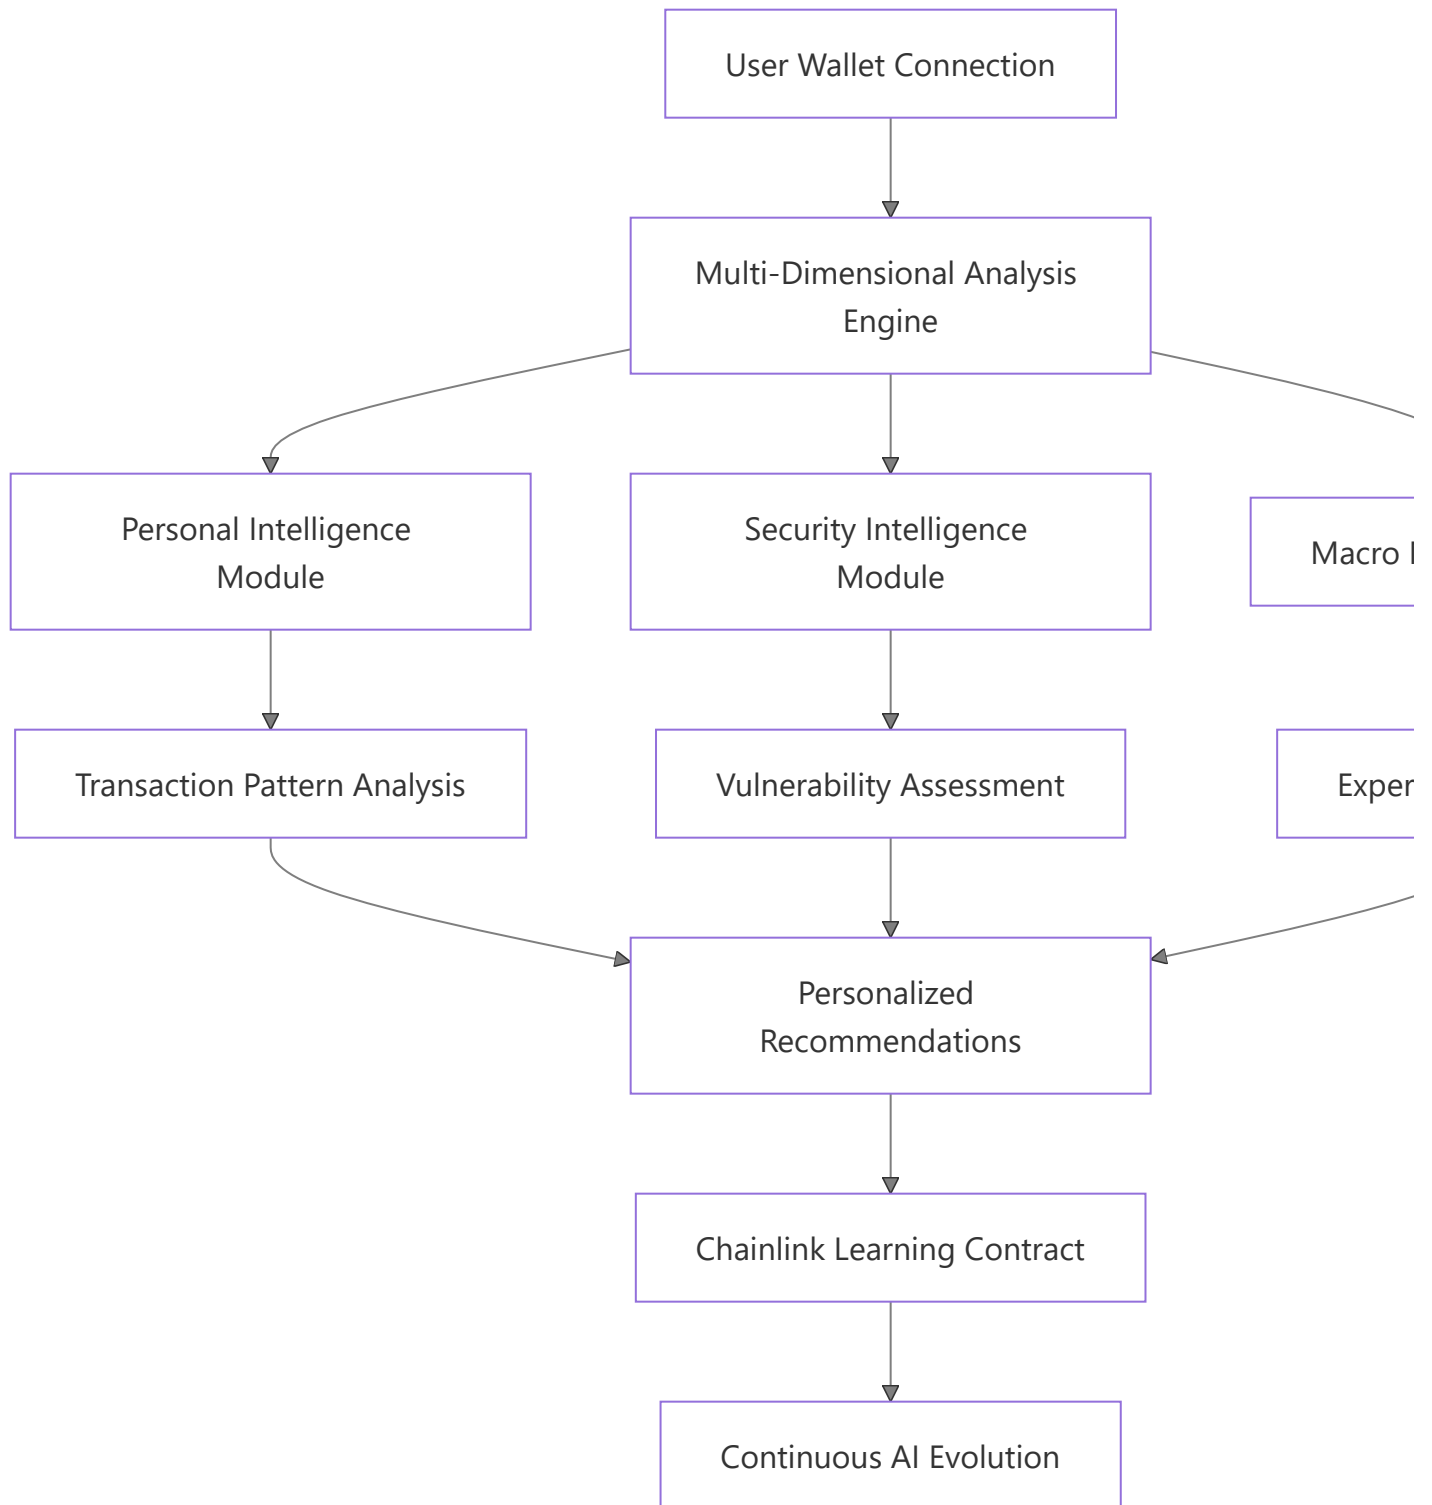 User Wallet Connection
Multi-Dimensional Analysis
Engine
Personal Intelligence
Module
Security Intelligence
Module
Macro
Transaction Pattern Analysis
Vulnerability Assessment
Exper
Personalized
Recommendations
Chainlink Learning Contract
Continuous AI Evolution